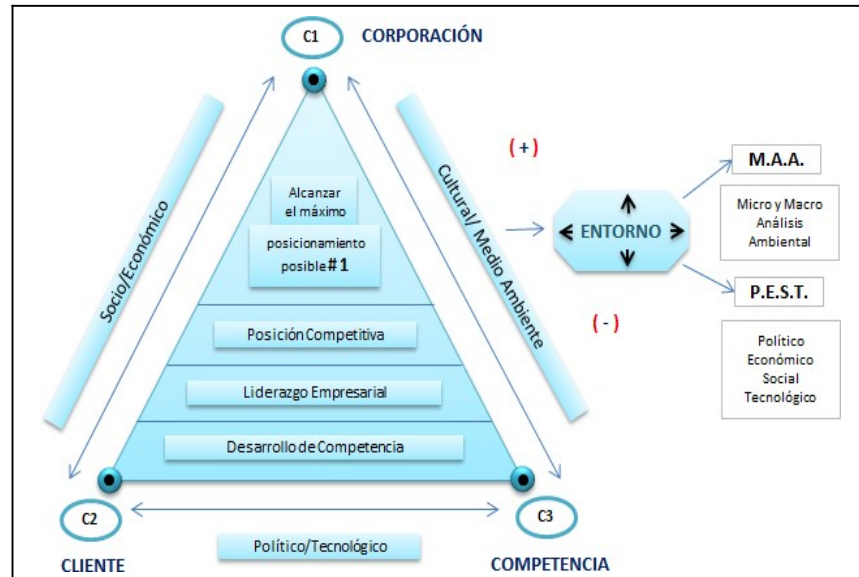 C1
CORPORACIÓN
Socio/Económico
Cultural/ Medio Ambiente
Alcanzar
el máximo
posicionamiento
posible #1
Posición Competitiva
Liderazgo Empresarial
Desarrollo de Competencia
( + )
( - )
ENTORNO
M.A.A.
Micro y Macro
Análisis
Ambiental
P.E.S.T.
Político
Económico
Social
Tecnológico
C2
CLIENTE
Político/Tecnológico
C3
COMPETENCIA